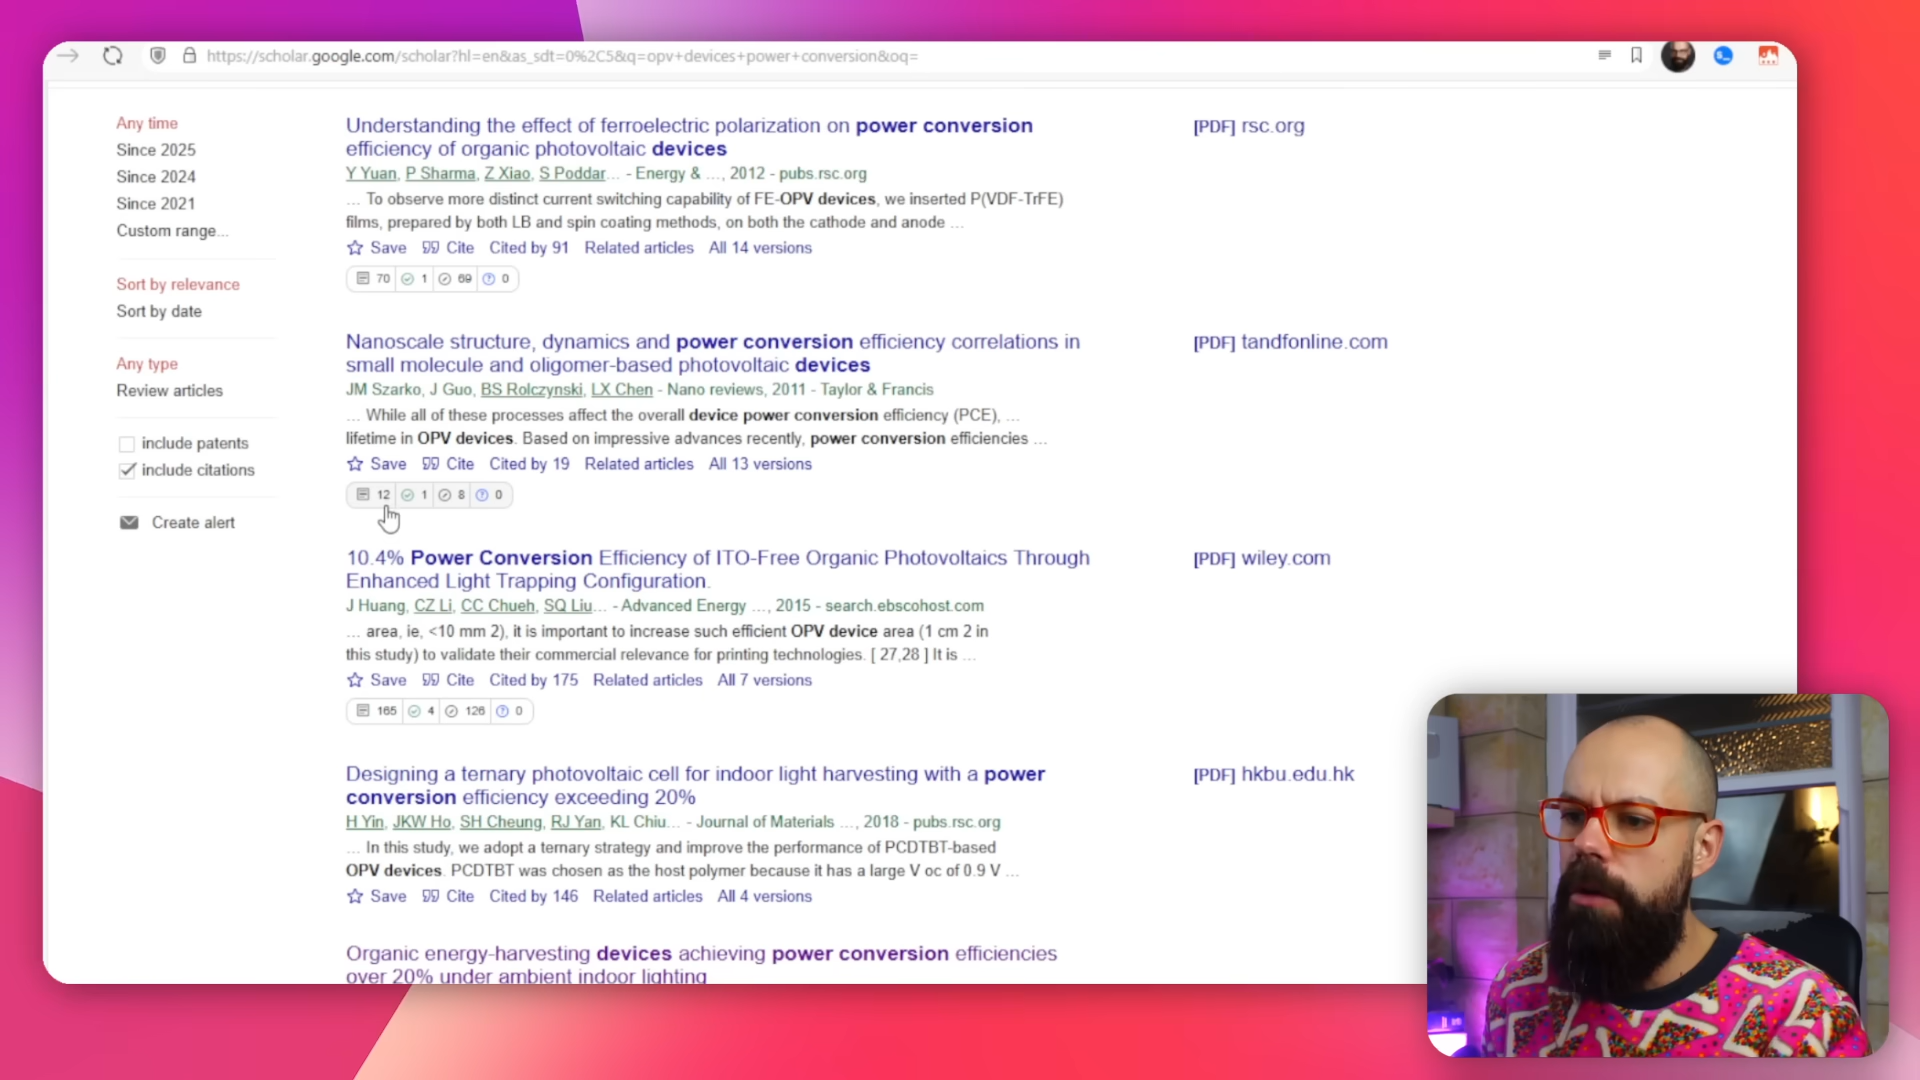 https://scholar.google.com/scholar?hl=en&as_sdt=0%2C5&q=opv+devices+power+conversion&oq=
Any time
Since 2025
Since 2024
Since 2021
Custom range...
Sort by relevance
Sort by date
Any type
Review articles
include patents
include citations
Create alert
Understanding the effect of ferroelectric polarization on power conversion
efficiency of organic photovoltaic devices
Y Yuan, P Sharma, Z Xiao, S Poddar... - Energy & ..., 2012 - pubs.rsc.org
... To observe more distinct current switching capability of FE-OPV devices, we inserted P(VDF-TrFE)
films, prepared by both LB and spin coating methods, on both the cathode and anode ...
Save Cite Cited by 91 Related articles All 14 versions
70 1 69 0
[PDF] rsc.org
Nanoscale structure, dynamics and power conversion efficiency correlations in
small molecule and oligomer-based photovoltaic devices
JM Szarko, J Guo, BS Rolczynski, LX Chen - Nano reviews, 2011 - Taylor & Francis
... While all of these processes affect the overall device power conversion efficiency (PCE), ...
lifetime in OPV devices. Based on impressive advances recently, power conversion efficiencies ...
Save Cite Cited by 19 Related articles All 13 versions
12 1 8 0
[PDF] tandfonline.com
10.4% Power Conversion Efficiency of ITO-Free Organic Photovoltaics Through
Enhanced Light Trapping Configuration.
J Huang, CZ Li, CC Chueh, SQ Liu... - Advanced Energy ..., 2015 - search.ebscohost.com
... area, ie, <10 mm 2), it is important to increase such efficient OPV device area (1 cm 2 in
this study) to validate their commercial relevance for printing technologies. [ 27,28 ] It is ...
Save Cite Cited by 175 Related articles All 7 versions
165 4 126 0
[PDF] wiley.com
Designing a ternary photovoltaic cell for indoor light harvesting with a power
conversion efficiency exceeding 20%
H Yin, JKW Ho, SH Cheung, RJ Yan, KL Chiu... - Journal of Materials ..., 2018 - pubs.rsc.org
... In this study, we adopt a ternary strategy and improve the performance of PCDTBT-based
OPV devices. PCDTBT was chosen as the host polymer because it has a large V oc of 0.9 V ...
Save Cite Cited by 146 Related articles All 4 versions
[PDF] hkbu.edu.hk
Organic energy-harvesting devices achieving power conversion efficiencies
over 20% under ambient indoor lighting